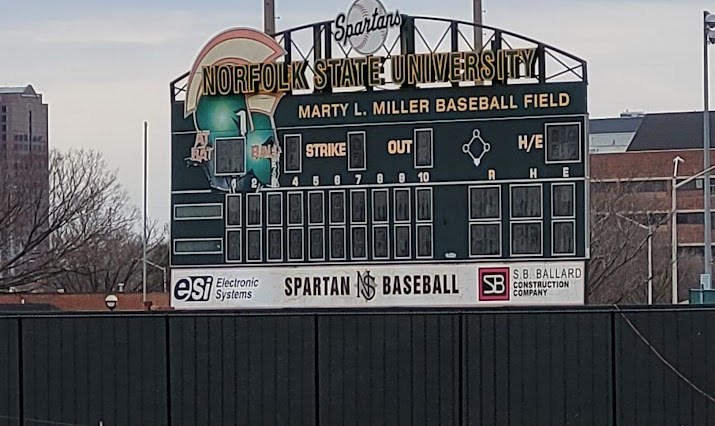 Spartans
NORFOLK STATE UNIVERSITY
MARTY L. MILLER BASEBALL FIELD
AT BAT BALL STRIKE OUT H/E
1 2 3 4 5 6 7 8 9 10 R H E
esi Electronic Systems
SPARTAN NS BASEBALL
SB S.B. BALLARD
CONSTRUCTION
COMPANY